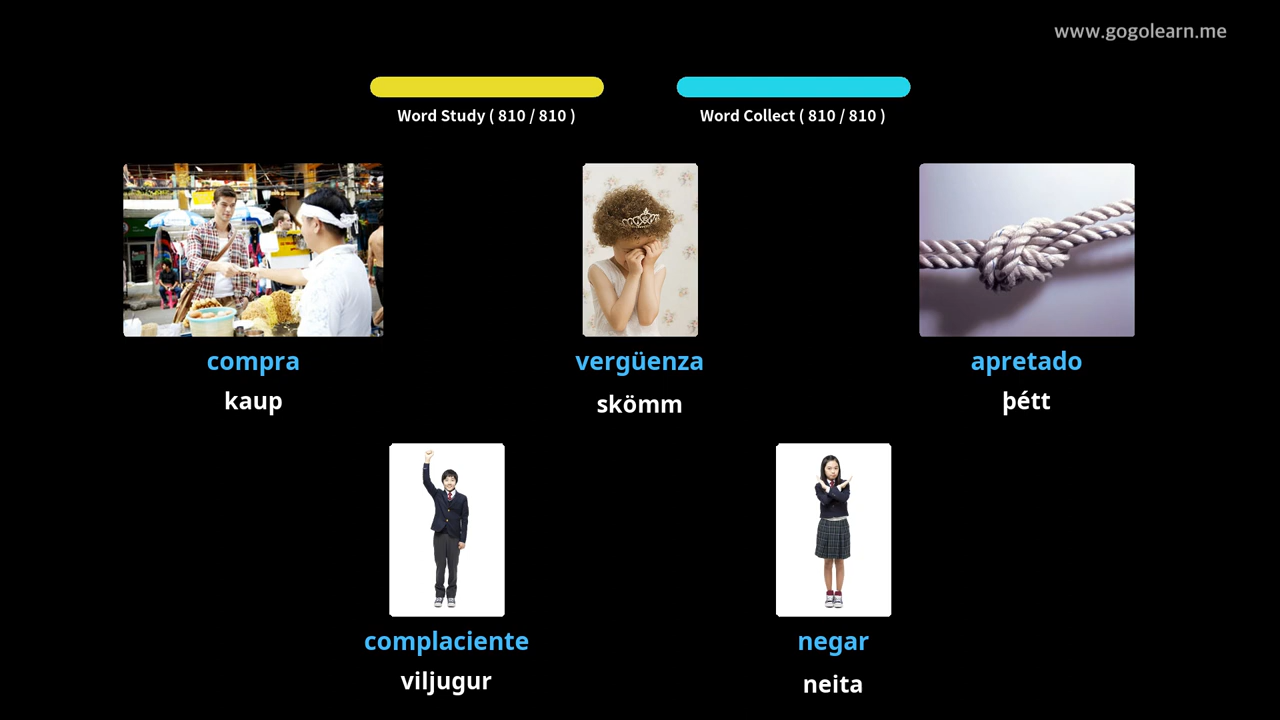 www.gogolearn.me
Word Study ( 810 / 810 )
Word Collect ( 810 / 810 )
compra
kaup
vergüenza
skömm
apretado
þétt
complaciente
viljugur
negar
neita